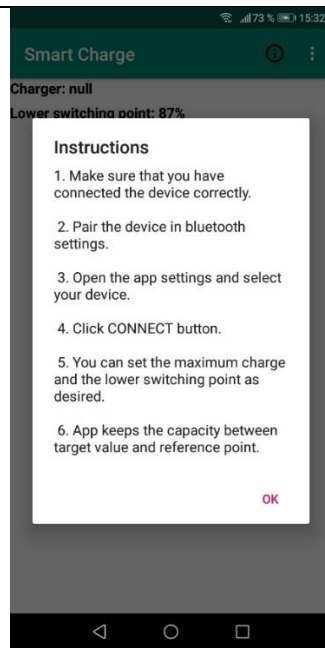 73 % 15:32
Smart Charge
Charger: null
Lower switching point: 87%
Instructions
1. Make sure that you have
connected the device correctly.
2. Pair the device in bluetooth
settings.
3. Open the app settings and select
your device.
4. Click CONNECT button.
5. You can set the maximum charge
and the lower switching point as
desired.
6. App keeps the capacity between
target value and reference point.
OK